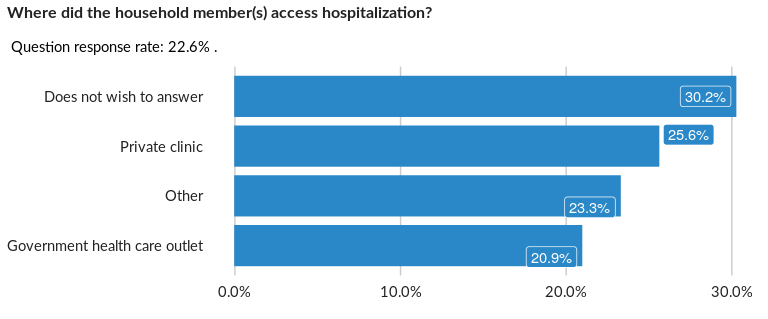 Where did the household member(s) access hospitalization?
Question response rate: 22.6% .
Does not wish to answer 30.2%
Private clinic 25.6%
Other 23.3%
Government health care outlet 20.9%
0.0% 10.0% 20.0% 30.0%